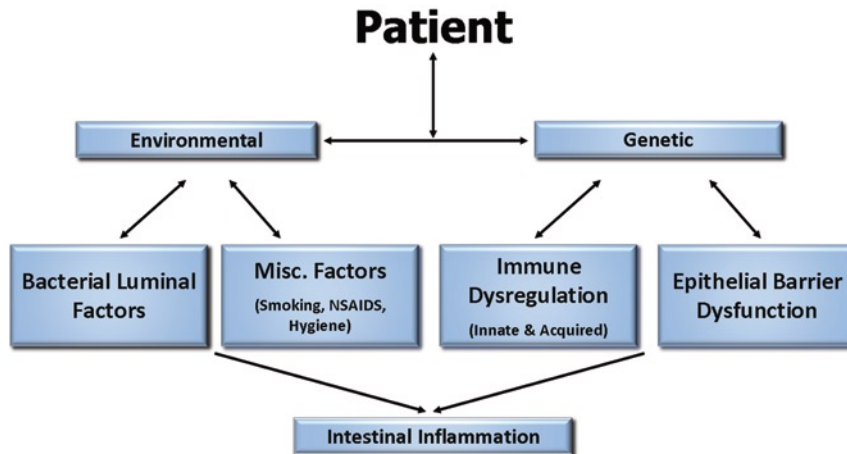 Patient
Environmental
Genetic
Bacterial Luminal
Factors
Misc. Factors
(Smoking, NSAIDS,
Hygiene)
Immune
Dysregulation
(Innate & Acquired)
Epithelial Barrier
Dysfunction
Intestinal Inflammation